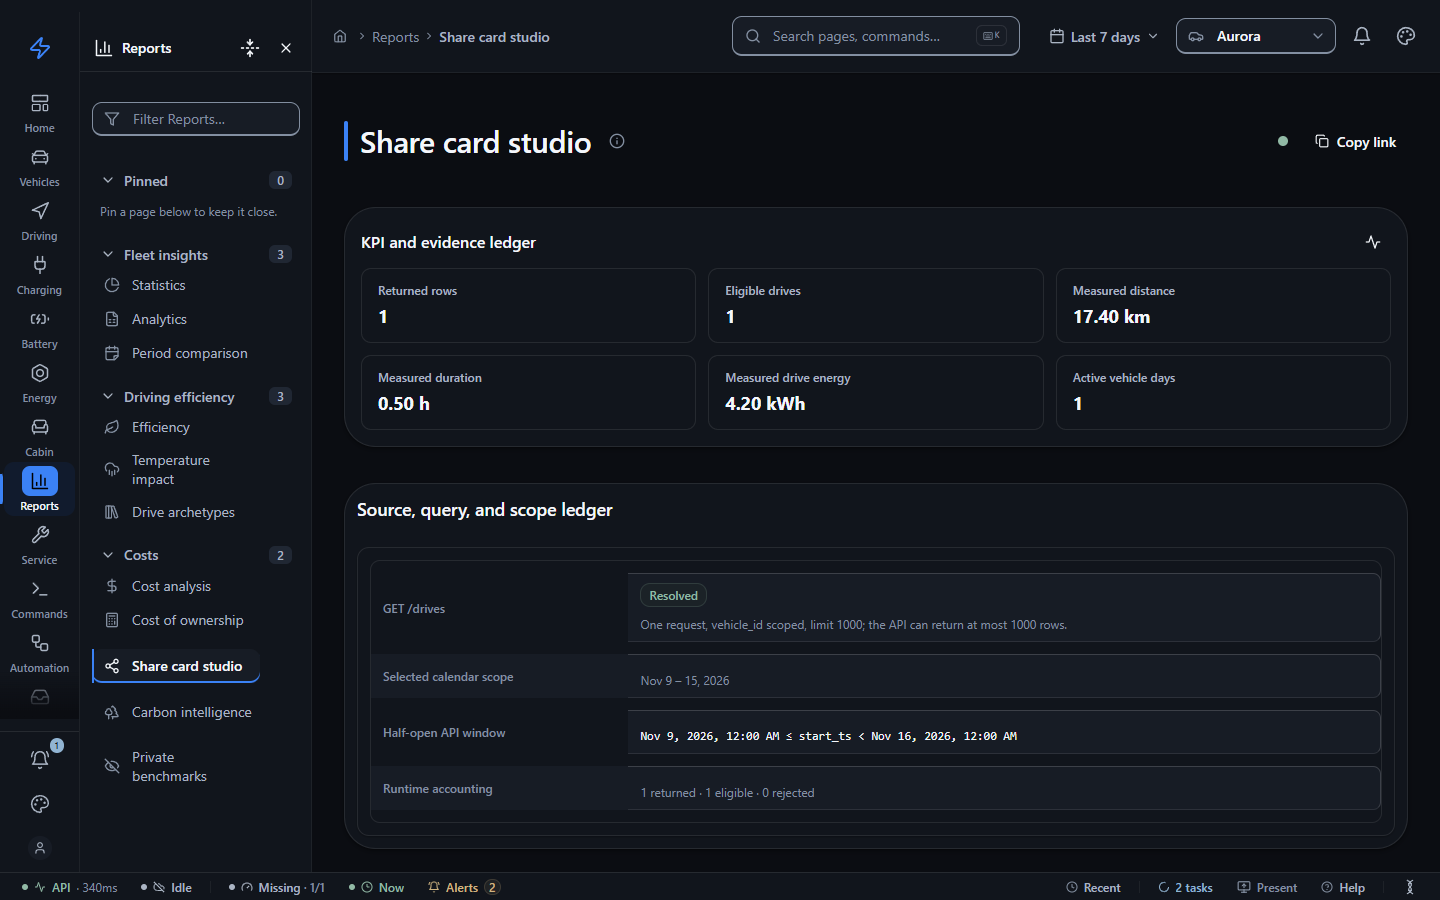 Home
Vehicles
Driving
Charging
Battery
Energy
Cabin
Reports
Service
Commands
Automation
1
Reports
Filter Reports...
Pinned 0
Pin a page below to keep it close.
Fleet insights 3
Statistics
Analytics
Period comparison
Driving efficiency 3
Efficiency
Temperature
impact
Drive archetypes
Costs 2
Cost analysis
Cost of ownership
Share card studio
Carbon intelligence
Private
benchmarks
Reports Share card studio
Search pages, commands... K
Last 7 days
Aurora
Share card studio
Copy link
KPI and evidence ledger
Returned rows
1
Eligible drives
1
Measured distance
17.40 km
Measured duration
0.50 h
Measured drive energy
4.20 kWh
Active vehicle days
1
Source, query, and scope ledger
GET /drives
Resolved
One request, vehicle_id scoped, limit 1000; the API can return at most 1000 rows.
Selected calendar scope
Nov 9 – 15, 2026
Half-open API window
Nov 9, 2026, 12:00 AM ≤ start_ts < Nov 16, 2026, 12:00 AM
Runtime accounting
1 returned · 1 eligible · 0 rejected
API · 340ms
Idle
Missing · 1/1
Now
Alerts 2
Recent
2 tasks
Present
Help